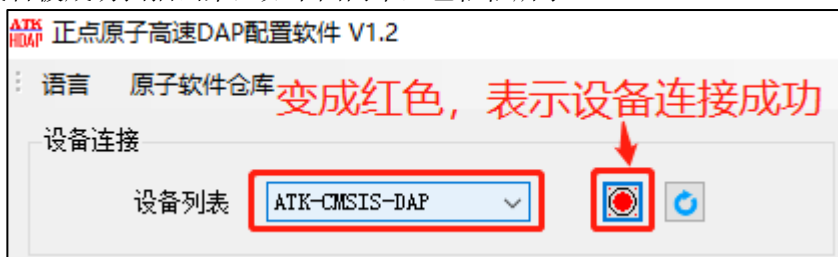 ATK
HDAP 正点原子高速DAP配置软件 V1.2
语言 原子软件仓库
变成红色，表示设备连接成功
设备连接
设备列表 ATK-CMSIS-DAP